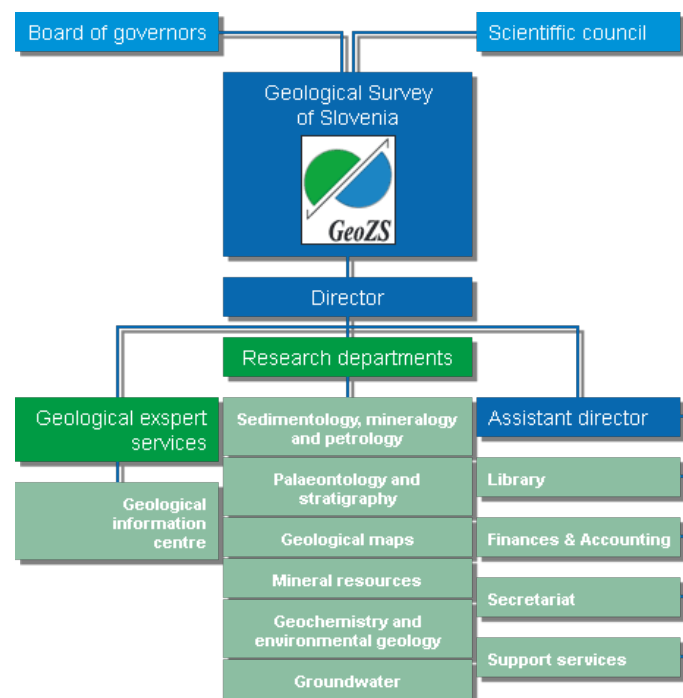 Board of governors
Scientiffic council
Geological Survey
of Slovenia
GeoZS
Director
Research departments
Geological exspert
services
Geological
information
centre
Sedimentology, mineralogy
and petrology
Palaeontology and
stratigraphy
Geological maps
Mineral resources
Geochemistry and
environmental geology
Groundwater
Assistant director
Library
Finances & Accounting
Secretariat
Support services